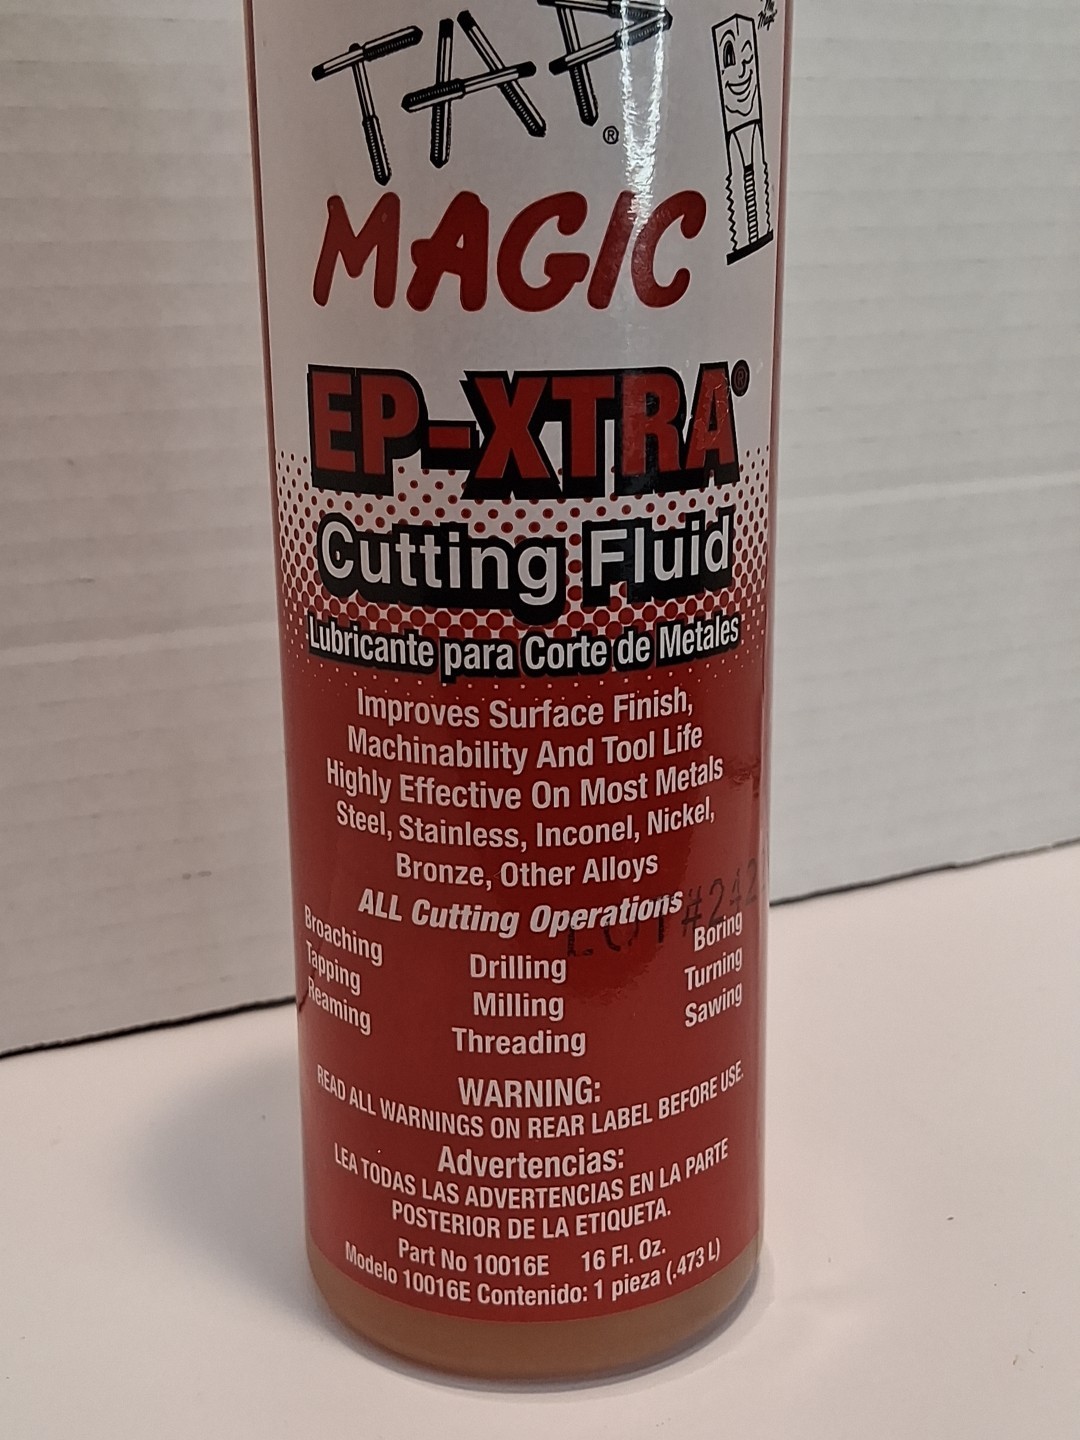 TAP®
MAGIC
EP-XTRA®
Cutting Fluid
Lubricante para Corte de Metales
Improves Surface Finish,
Machinability And Tool Life
Highly Effective On Most Metals
Steel, Stainless, Inconel, Nickel,
Bronze, Other Alloys
ALL Cutting Operations
LOT#242
Broaching
Tapping
Reaming
Drilling
Milling
Threading
Boring
Turning
Sawing
WARNING:
READ ALL WARNINGS ON REAR LABEL BEFORE USE.
Advertencias:
LEA TODAS LAS ADVERTENCIAS EN LA PARTE
POSTERIOR DE LA ETIQUETA.
Part No 10016E 16 Fl. Oz.
Modelo 10016E Contenido: 1 pieza (.473 L)